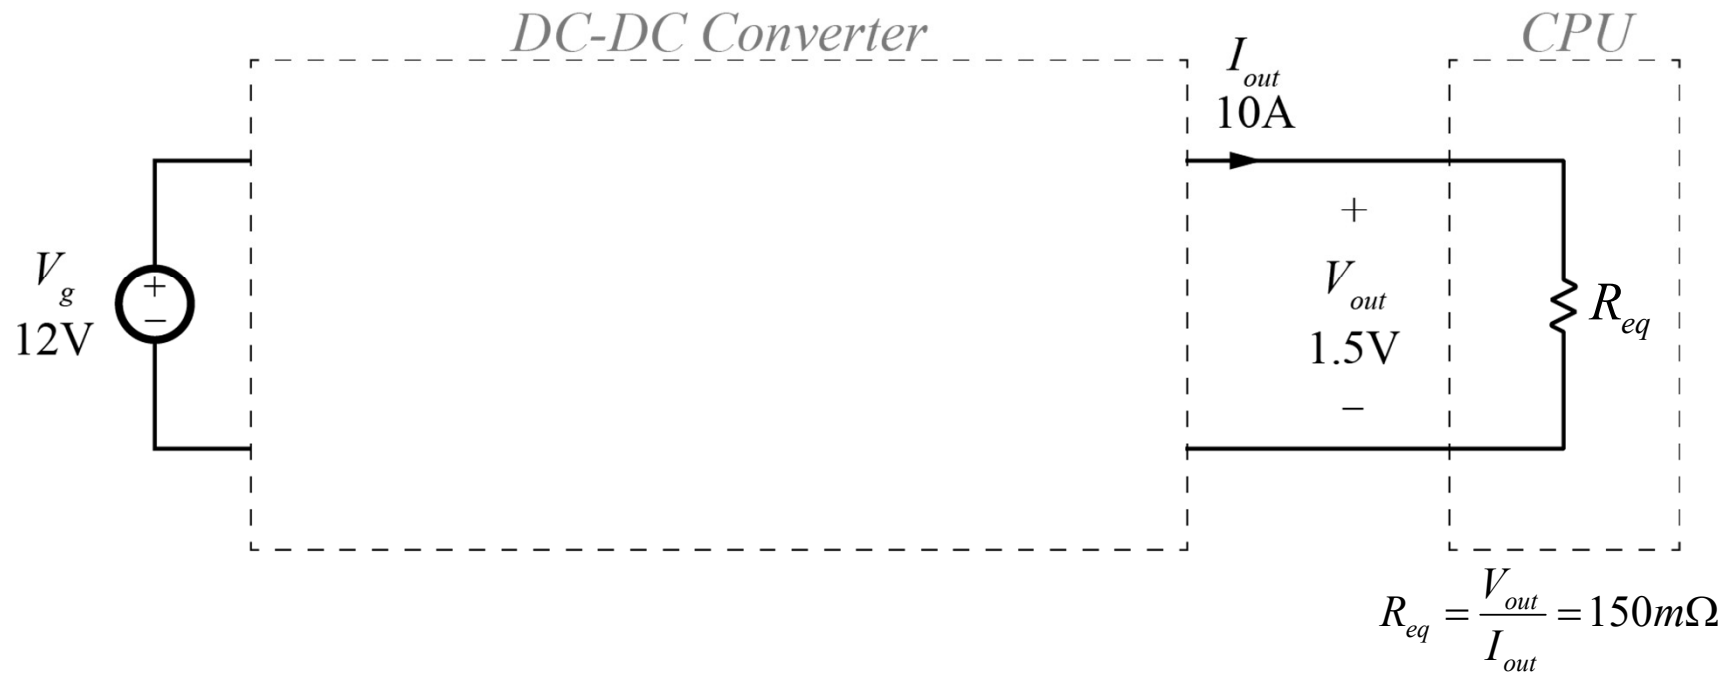 DC-DC Converter
CPU
I_out
10A
+
V_g
12V
+
−
V_out
1.5V
−
R_eq
R_eq = V_out / I_out = 150mΩ